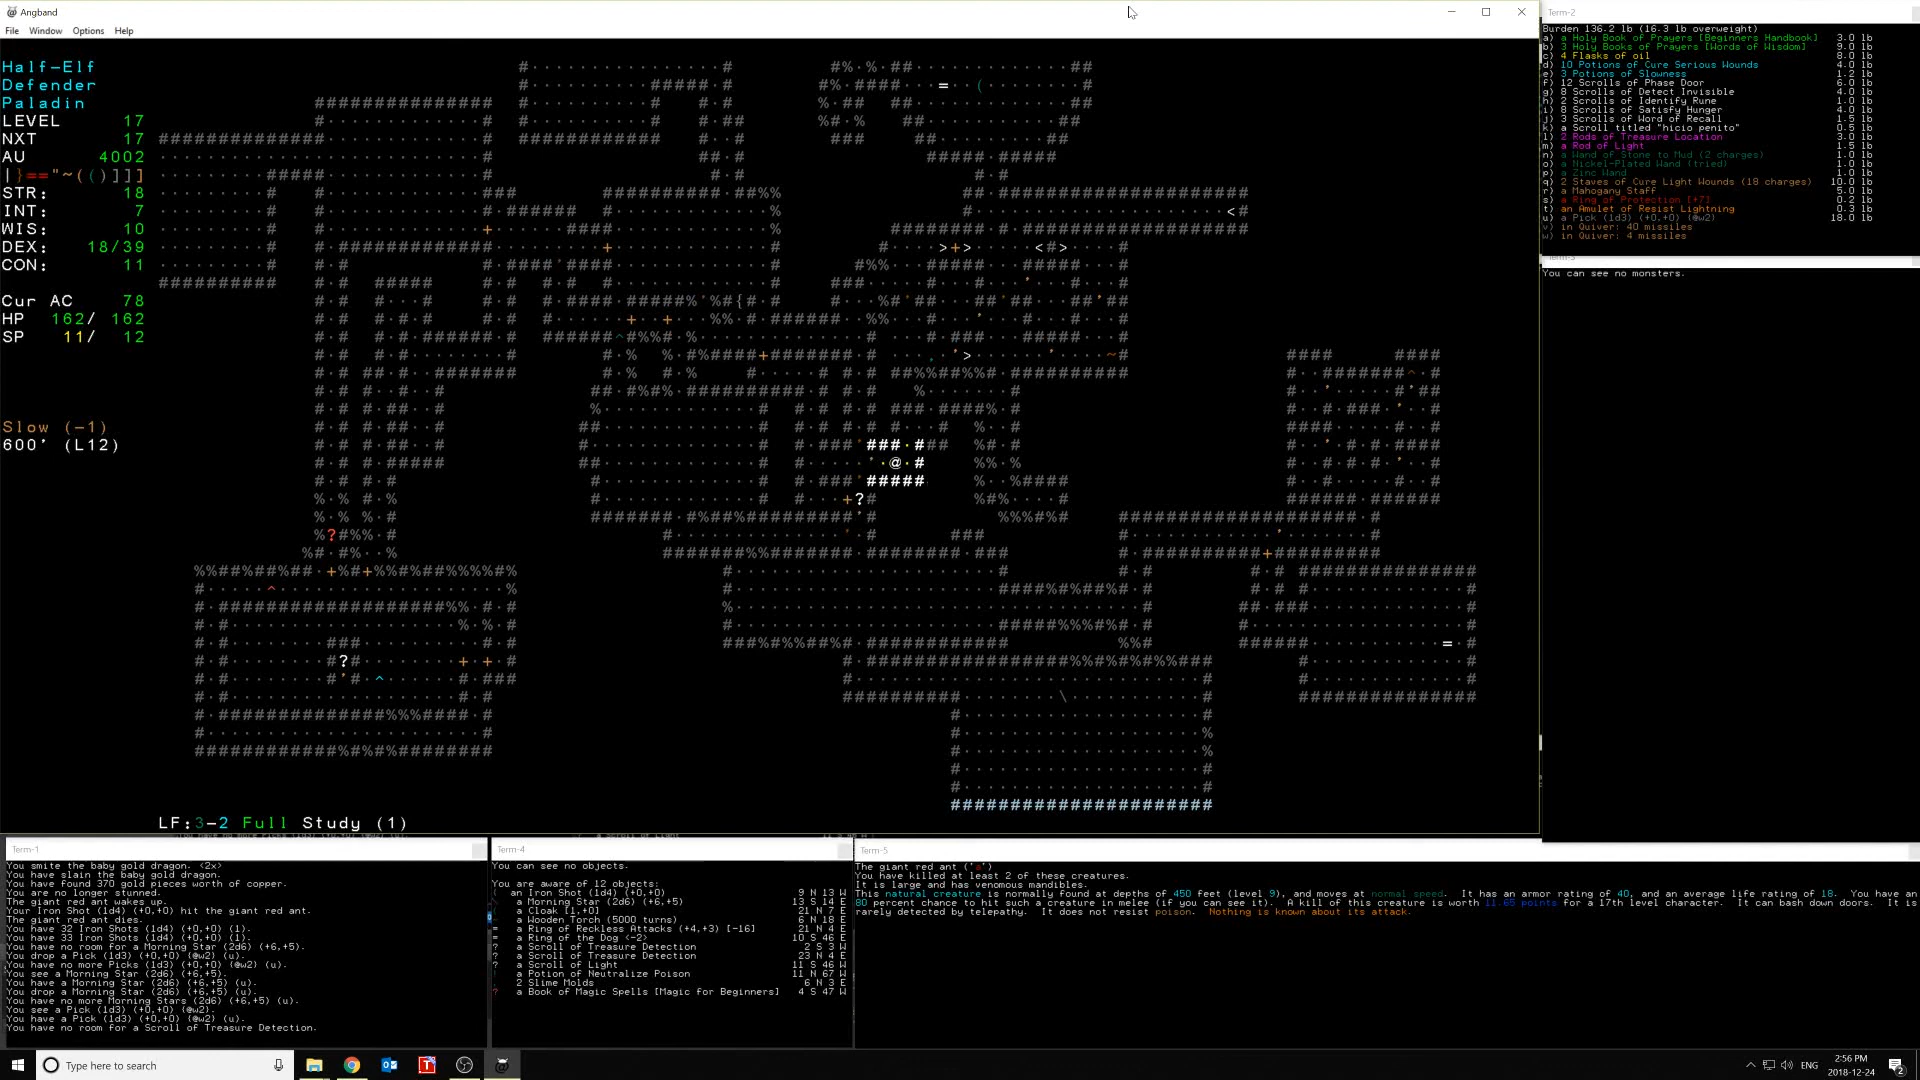 Angband
File Window Options Help
Half-Elf
Defender
Paladin
LEVEL 17
NXT 17
AU 4002
STR: 18
INT: 7
WIS: 10
DEX: 18/39
CON: 11
Cur AC 78
HP 162/ 162
SP 11/ 12
Slow (-1)
600' (L12)
LF:3-2 Full Study (1)
Term-2
Burden 136.2 lb (16.3 lb overweight)
a) a Holy Book of Prayers [Beginners Handbook] 3.0 lb
b) 3 Holy Books of Prayers [Words of Wisdom] 9.0 lb
c) 4 Flasks of oil 8.0 lb
d) 10 Potions of Cure Serious Wounds 4.0 lb
e) 3 Potions of Slowness 1.2 lb
f) 12 Scrolls of Phase Door 6.0 lb
g) 8 Scrolls of Detect Invisible 4.0 lb
h) 2 Scrolls of Identify Rune 1.0 lb
i) 8 Scrolls of Satisfy Hunger 4.0 lb
j) 3 Scrolls of Word of Recall 1.5 lb
k) a Scroll titled "hicio penito" 0.5 lb
l) 2 Rods of Treasure Location 3.0 lb
m) a Rod of Light 1.5 lb
n) a Wand of Stone to Mud (2 charges) 1.0 lb
o) a Nickel-Plated Wand (tried) 1.0 lb
p) a Zinc Wand 1.0 lb
q) 2 Staves of Cure Light Wounds (18 charges) 10.0 lb
r) a Mahogany Staff 5.0 lb
s) a Ring of Protection [+7] 0.2 lb
t) an Amulet of Resist Lightning 0.3 lb
u) a Pick (1d3) (+0,+0) {@w2} 18.0 lb
v) in Quiver: 40 missiles
w) in Quiver: 4 missiles
You can see no monsters.
Term-1
You smite the baby gold dragon. <2x>
You have slain the baby gold dragon.
You have found 370 gold pieces worth of copper.
You are no longer stunned.
The giant red ant wakes up.
Your Iron Shot (1d4) (+0,+0) hit the giant red ant.
The giant red ant dies.
You have 32 Iron Shots (1d4) (+0,+0) (1).
You have 33 Iron Shots (1d4) (+0,+0) (1).
You have no room for a Morning Star (2d6) (+6,+5).
You drop a Pick (1d3) (+0,+0) {@w2} (u).
You have no more Picks (1d3) (+0,+0) {@w2} (u).
You see a Morning Star (2d6) (+6,+5).
You have a Morning Star (2d6) (+6,+5) (u).
You drop a Morning Star (2d6) (+6,+5) (u).
You have no more Morning Stars (2d6) (+6,+5) (u).
You see a Pick (1d3) (+0,+0) {@w2}.
You have a Pick (1d3) (+0,+0) {@w2} (u).
You have no room for a Scroll of Treasure Detection.
Term-4
You can see no objects.
You are aware of 12 objects:
an Iron Shot (1d4) (+0,+0) 9 N 13 W
a Morning Star (2d6) (+6,+5) 13 S 14 E
a Cloak [1,+0] 21 N 7 E
a Wooden Torch (5000 turns) 6 N 18 E
= a Ring of Reckless Attacks (+4,+3) [-16] 21 N 4 E
= a Ring of the Dog <-2> 10 S 46 E
? a Scroll of Treasure Detection 2 S 3 W
? a Scroll of Treasure Detection 23 N 4 E
? a Scroll of Light 11 S 46 W
a Potion of Neutralize Poison 11 N 67 W
2 Slime Molds 6 N 3 E
? a Book of Magic Spells [Magic for Beginners] 4 S 47 W
Term-5
The giant red ant ('a')
You have killed at least 2 of these creatures.
It is large and has venomous mandibles.
This natural creature is normally found at depths of 450 feet (level 9), and moves at normal speed. It has an armor rating of 40, and an average life rating of 18. You have an
80 percent chance to hit such a creature in melee (if you can see it). A kill of this creature is worth 11.65 points for a 17th level character. It can bash down doors. It is
rarely detected by telepathy. It does not resist poison. Nothing is known about its attack.
Type here to search
ENG
2:56 PM
2018-12-24
2